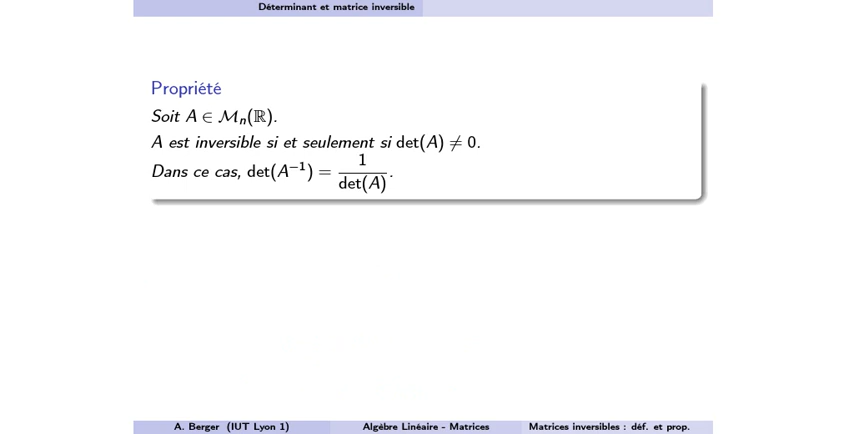 Déterminant et matrice inversible
Propriété
Soit A ∈ ℳₙ(ℝ).
A est inversible si et seulement si det(A) ≠ 0.
Dans ce cas, det(A⁻¹) = 1/det(A).
A. Berger (IUT Lyon 1) Algèbre Linéaire - Matrices Matrices inversibles : déf. et prop.